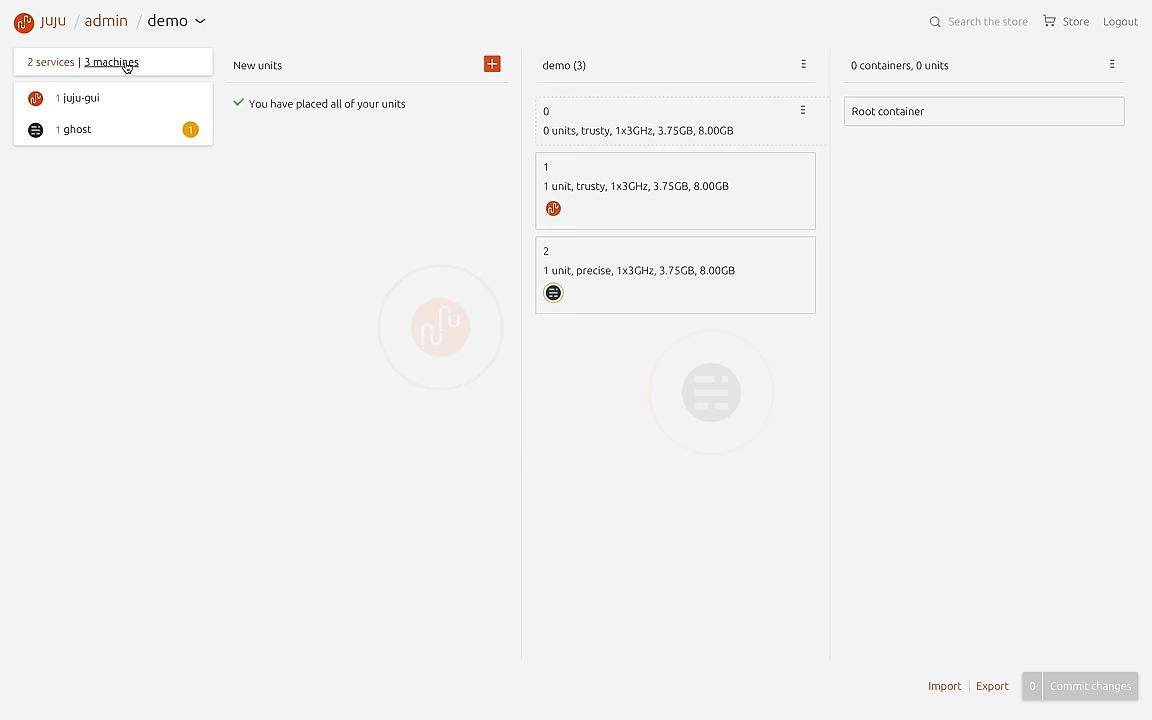 juju / admin / demo
Search the store
Store
Logout
2 services | 3 machines
1 juju-gui
1 ghost
1
New units
You have placed all of your units
demo (3)
0
0 units, trusty, 1x3GHz, 3.75GB, 8.00GB
1
1 unit, trusty, 1x3GHz, 3.75GB, 8.00GB
2
1 unit, precise, 1x3GHz, 3.75GB, 8.00GB
0 containers, 0 units
Root container
Import
Export
0 Commit changes